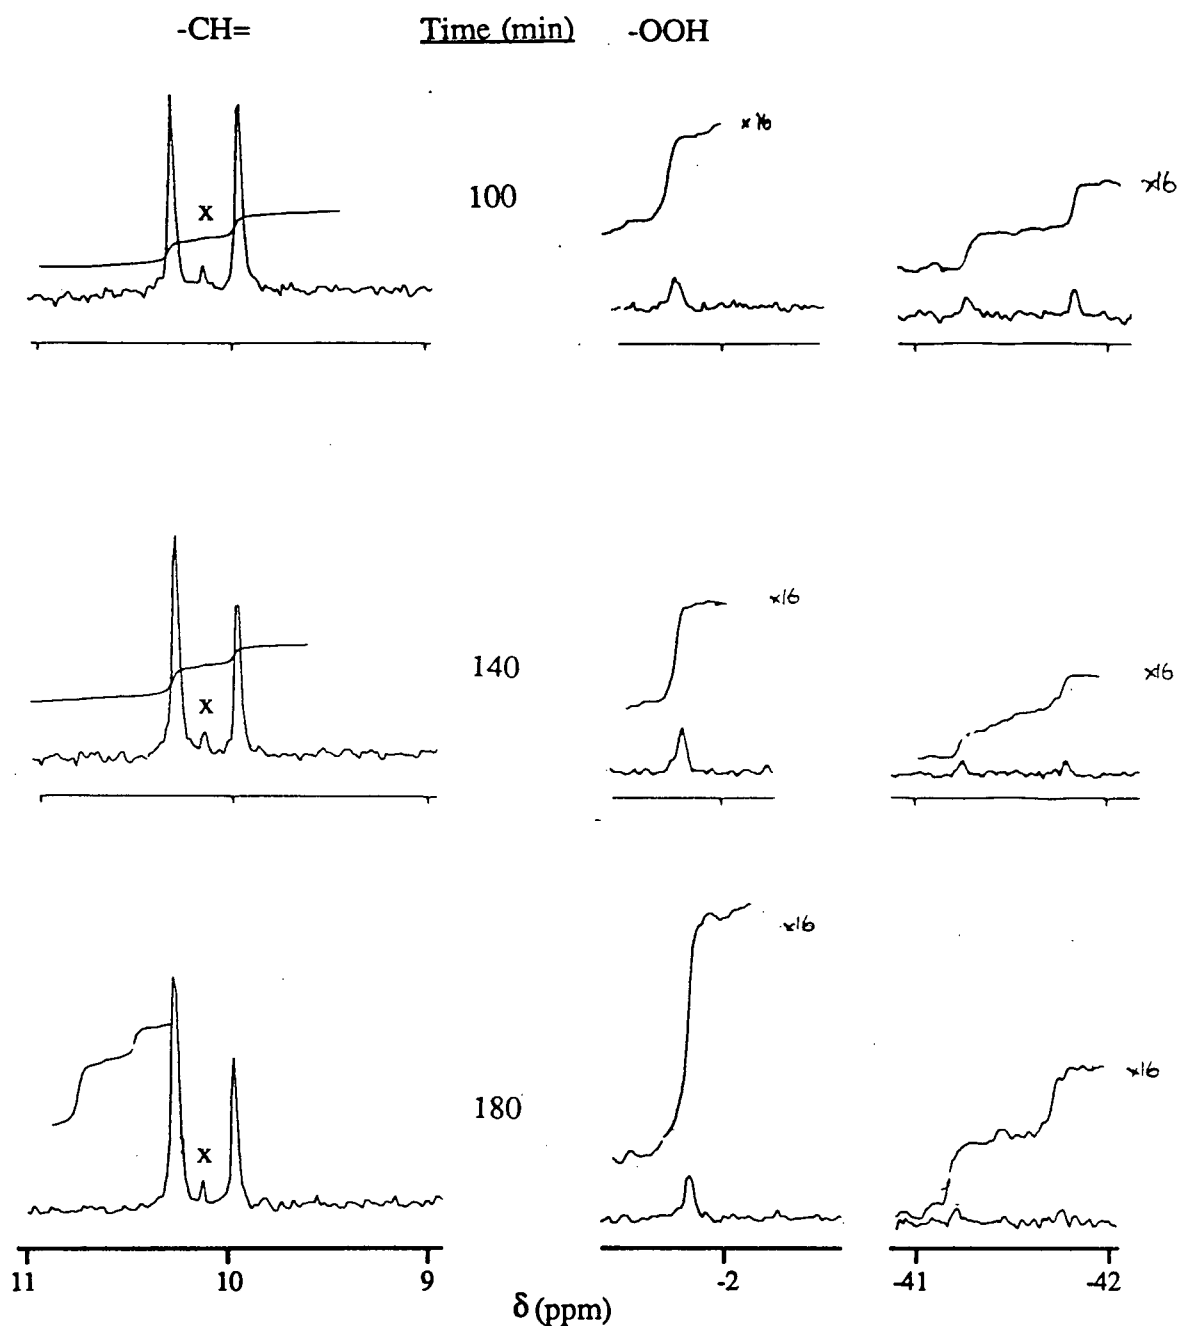 -CH= Time (min) -OOH
x16
x16
x
100
x16
x16
140
x
x16
x16
180
x
11 10 9 -2 -41 -42
δ (ppm)